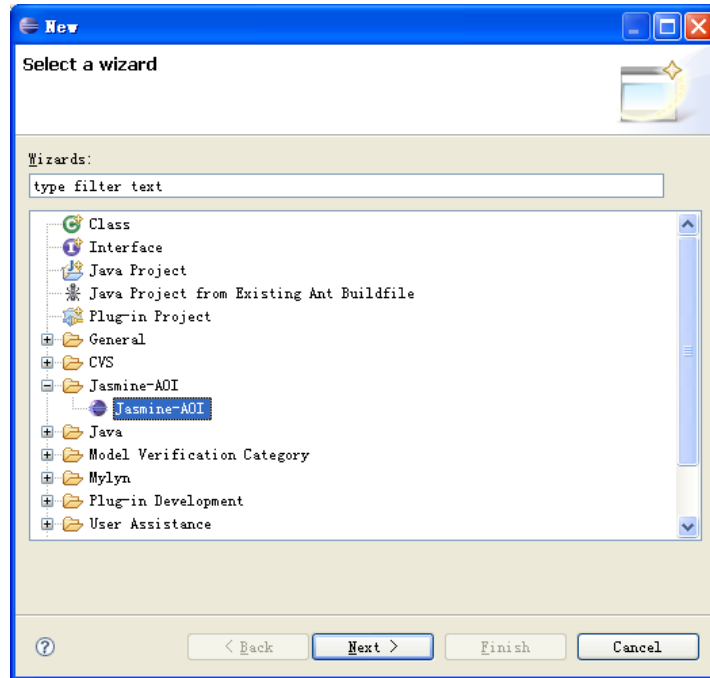 New
Select a wizard
Wizards:
type filter text
Class
Interface
Java Project
Java Project from Existing Ant Buildfile
Plug-in Project
General
CVS
Jasmine-AOI
Jasmine-AOI
Java
Model Verification Category
Mylyn
Plug-in Development
User Assistance
< Back Next > Finish Cancel